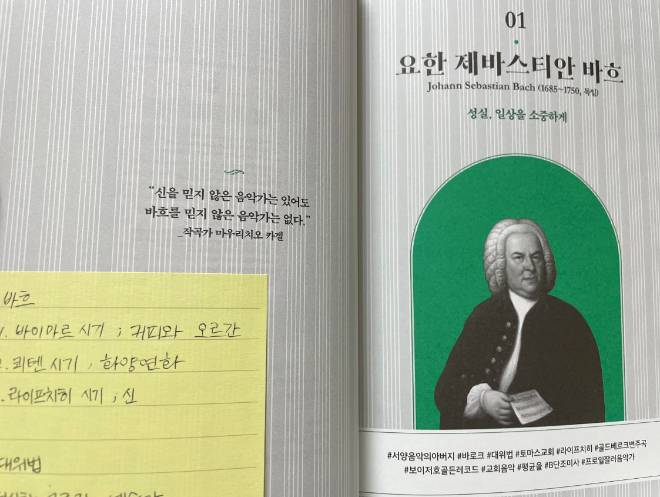 “신을 믿지 않은 음악가는 있어도
바흐를 믿지 않은 음악가는 없다.”
_작곡가 마우리치오 카겔
바흐
1. 바이마르 시기 ; 커피와 오르간
2. 쾨텐 시기 , 화양연화
3. 라이프치히 시기 ; 신
대위법
01
요한 제바스티안 바흐
Johann Sebastian Bach (1685~1750, 독일)
성실, 일상을 소중하게
#서양음악의아버지 #바로크 #대위법 #토마스교회 #라이프치히 #골드베르크변주곡
#보이저호골든레코드 #교회음악 #평균율 #B단조미사 #프로일잘러음악가